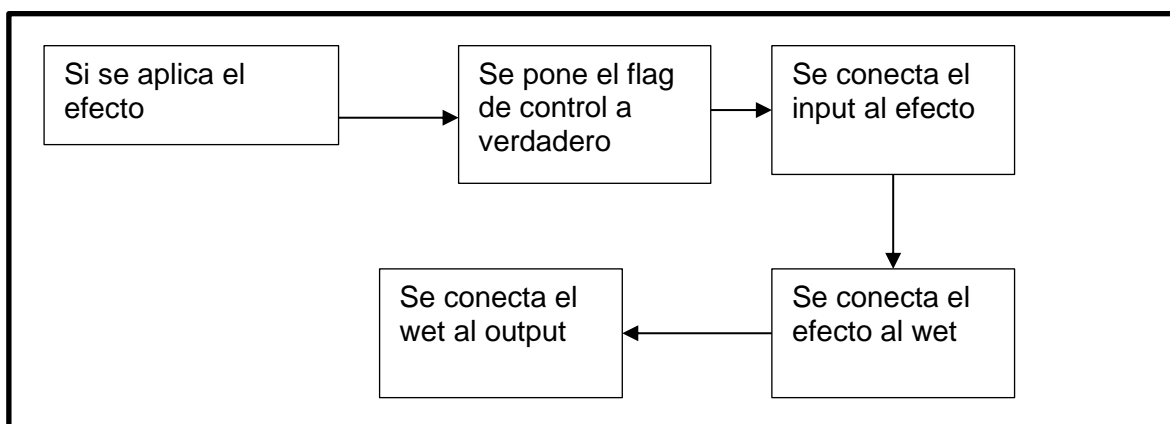 Si se aplica el
efecto
Se pone el flag
de control a
verdadero
Se conecta el
input al efecto
Se conecta el
efecto al wet
Se conecta el
wet al output